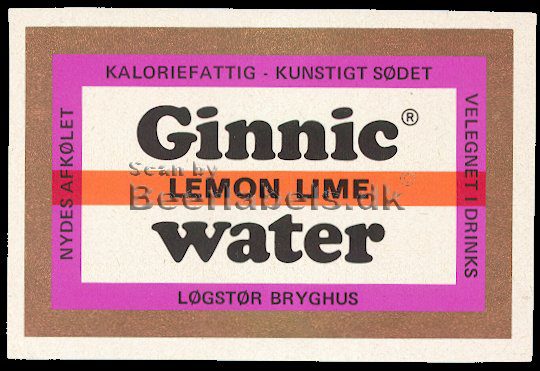 KALORIEFATTIG - KUNSTIGT SØDET
NYDES AFKØLET
VELEGNET I DRINKS
Ginnic®
Scan by
LEMON LIME
Beerlabels.dk
water
LØGSTØR BRYGHUS